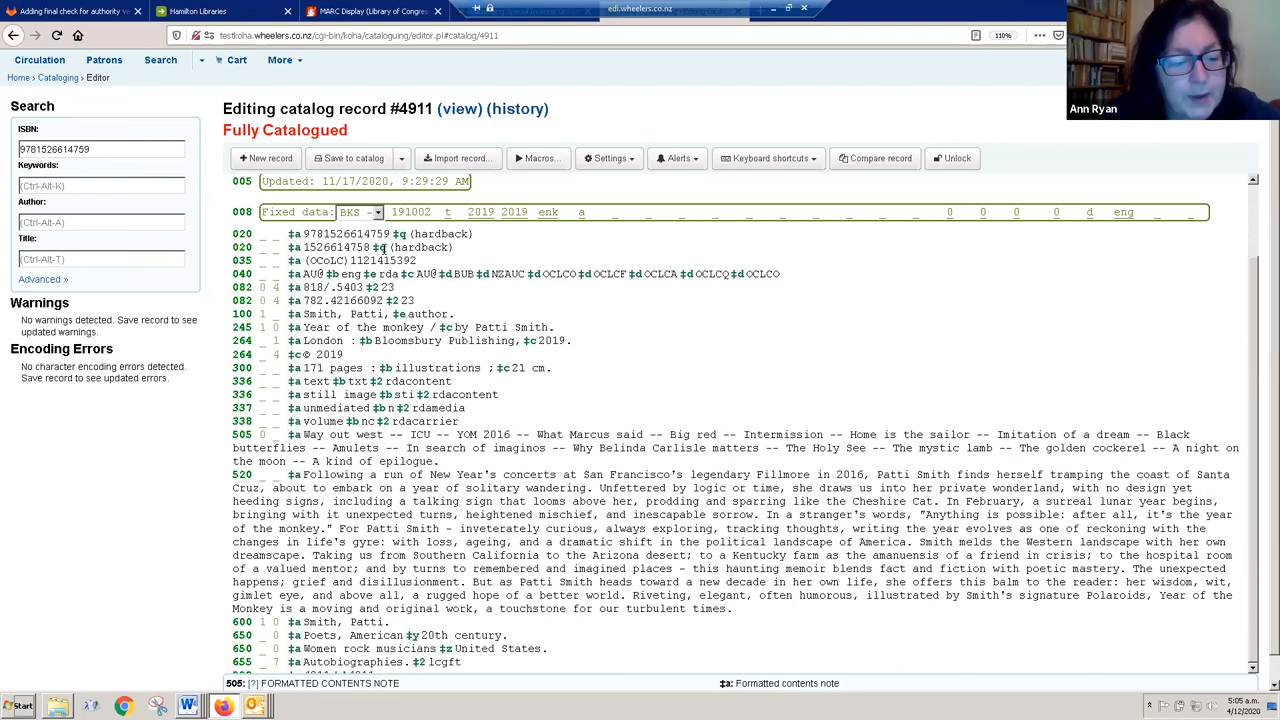 Adding final check for authority ve
Hamilton Libraries
MARC Display (Library of Congres
edi.wheelers.co.nz
testkoha.wheelers.co.nz/cgi-bin/koha/cataloguing/editor.pl#catalog/4911
110%
Circulation Patrons Search Cart More
Home › Cataloging › Editor
Search
ISBN:
9781526614759
Keywords:
(Ctrl-Alt-K)
Author:
(Ctrl-Alt-A)
Title:
(Ctrl-Alt-T)
Advanced »
Warnings
No warnings detected. Save record to see
updated warnings.
Encoding Errors
No character encoding errors detected.
Save record to see updated errors.
Editing catalog record #4911 (view) (history)
Fully Catalogued
New record Save to catalog Import record... Macros... Settings Alerts Keyboard shortcuts Compare record Unlock
005 Updated: 11/17/2020, 9:29:29 AM
008 Fixed data: BKS - 191002 t 2019 2019 enk a _ _ _ _ _ _ _ 0 0 0 0 d eng _ _
020 _ _ ‡a 9781526614759 ‡q (hardback)
020 _ _ ‡a 1526614758 ‡q (hardback)
035 _ _ ‡a (OCoLC)1121415392
040 _ _ ‡a AU@ ‡b eng ‡e rda ‡c AU@ ‡d BUB ‡d NZAUC ‡d OCLCO ‡d OCLCF ‡d OCLCA ‡d OCLCQ ‡d OCLCO
082 0 4 ‡a 818/.5403 ‡2 23
082 0 4 ‡a 782.42166092 ‡2 23
100 1 _ ‡a Smith, Patti, ‡e author.
245 1 0 ‡a Year of the monkey / ‡c by Patti Smith.
264 _ 1 ‡a London : ‡b Bloomsbury Publishing, ‡c 2019.
264 _ 4 ‡c © 2019
300 _ _ ‡a 171 pages : ‡b illustrations ; ‡c 21 cm.
336 _ _ ‡a text ‡b txt ‡2 rdacontent
336 _ _ ‡a still image ‡b sti ‡2 rdacontent
337 _ _ ‡a unmediated ‡b n ‡2 rdamedia
338 _ _ ‡a volume ‡b nc ‡2 rdacarrier
505 0 _ ‡a Way out west -- ICU -- YOM 2016 -- What Marcus said -- Big red -- Intermission -- Home is the sailor -- Imitation of a dream -- Black
butterflies -- Amulets -- In search of imaginos -- Why Belinda Carlisle matters -- The Holy See -- The mystic lamb -- The golden cockerel -- A night on
the moon -- A kind of epilogue.
520 _ _ ‡a Following a run of New Year's concerts at San Francisco's legendary Fillmore in 2016, Patti Smith finds herself tramping the coast of Santa
Cruz, about to embark on a year of solitary wandering. Unfettered by logic or time, she draws us into her private wonderland, with no design yet
heeding signs, including a talking sign that looms above her, prodding and sparing like the Cheshire Cat. In February, a surreal lunar year begins,
bringing with it unexpected turns, heightened mischief, and inescapable sorrow. In a stranger's words, "Anything is possible: after all, it's the year
of the monkey." For Patti Smith - inveterately curious, always exploring, tracking thoughts, writing the year evolves as one of reckoning with the
changes in life's gyre: with loss, ageing, and a dramatic shift in the political landscape of America. Smith melds the Western landscape with her own
dreamscape. Taking us from Southern California to the Arizona desert; to a Kentucky farm as the amanuensis of a friend in crisis; to the hospital room
of a valued mentor; and by turns to remembered and imagined places - this haunting memoir blends fact and fiction with poetic mastery. The unexpected
happens; grief and disillusionment. But as Patti Smith heads toward a new decade in her own life, she offers this balm to the reader: her wisdom, wit,
gimlet eye, and above all, a rugged hope of a better world. Riveting, elegant, often humorous, illustrated by Smith's signature Polaroids, Year of the
Monkey is a moving and original work, a touchstone for our turbulent times.
600 1 0 ‡a Smith, Patti.
650 _ 0 ‡a Poets, American ‡y 20th century.
650 _ 0 ‡a Women rock musicians ‡z United States.
655 _ 7 ‡a Autobiographies. ‡2 lcgft
505: [?] FORMATTED CONTENTS NOTE ‡a: Formatted contents note
Ann Ryan
Start
5:05 a.m.
4/12/2020